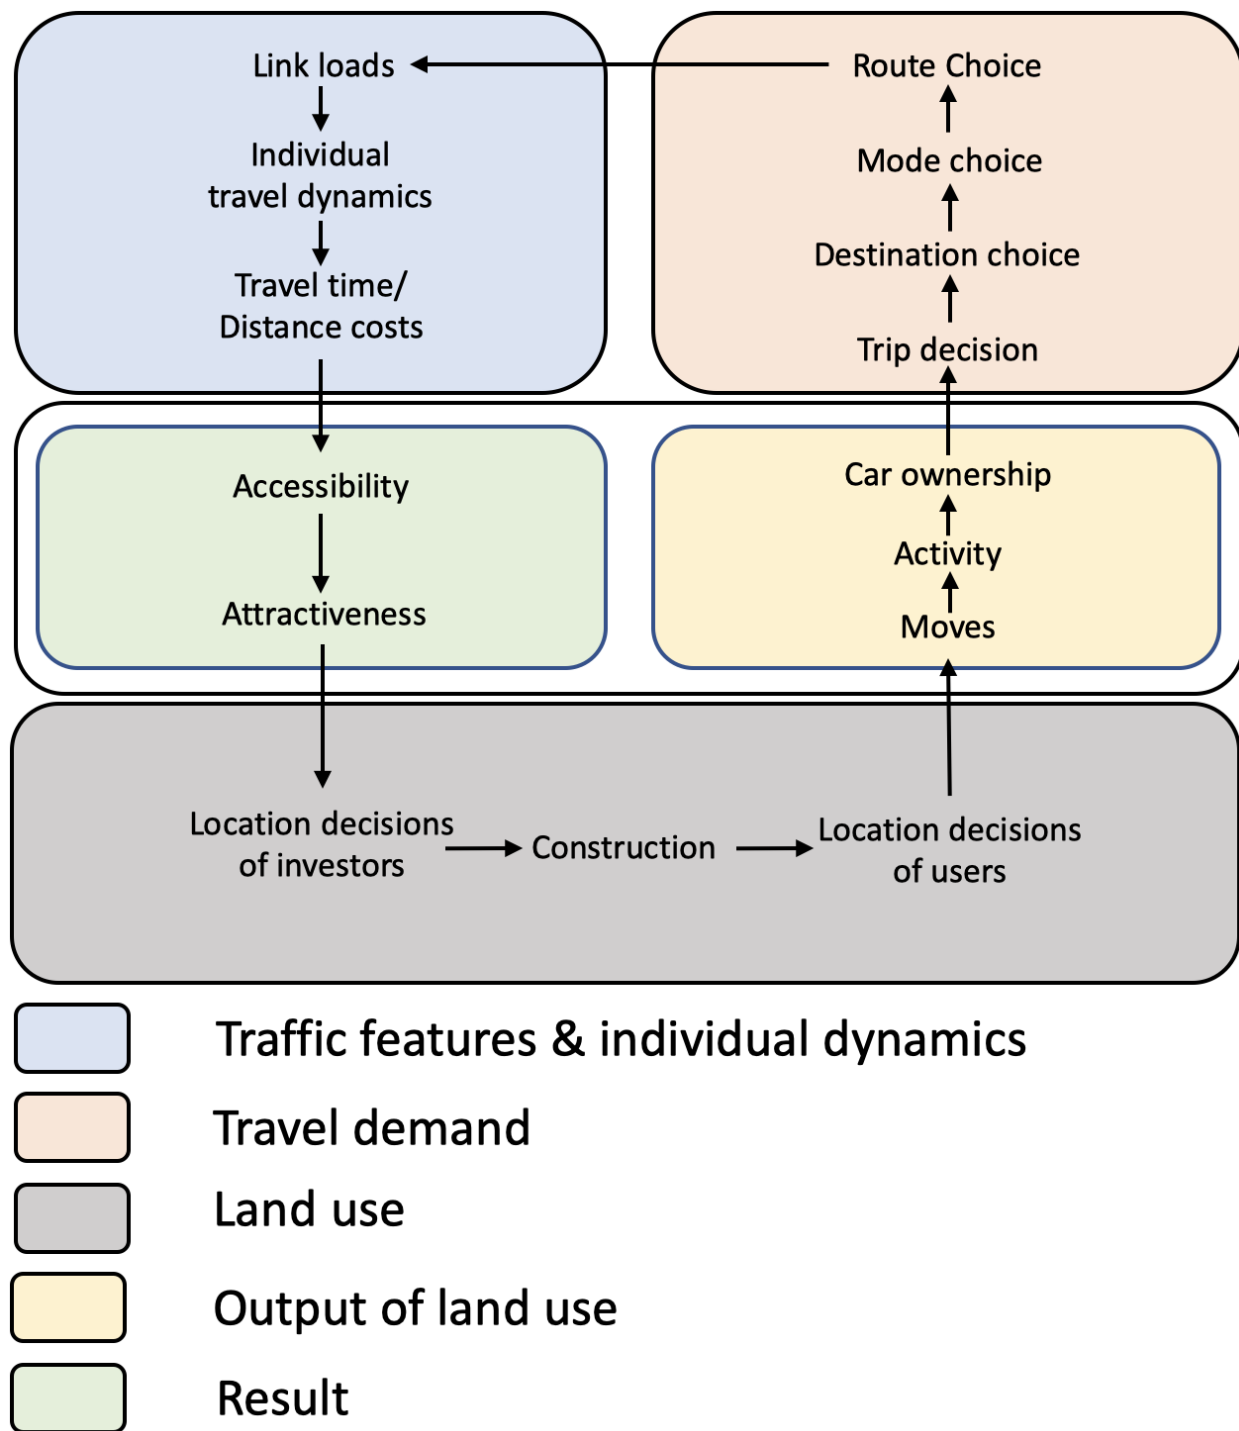 Link loads
Individual
travel dynamics
Travel time/
Distance costs
Route Choice
Mode choice
Destination choice
Trip decision
Accessibility
Attractiveness
Car ownership
Activity
Moves
Location decisions
of investors
Construction
Location decisions
of users
Traffic features & individual dynamics
Travel demand
Land use
Output of land use
Result